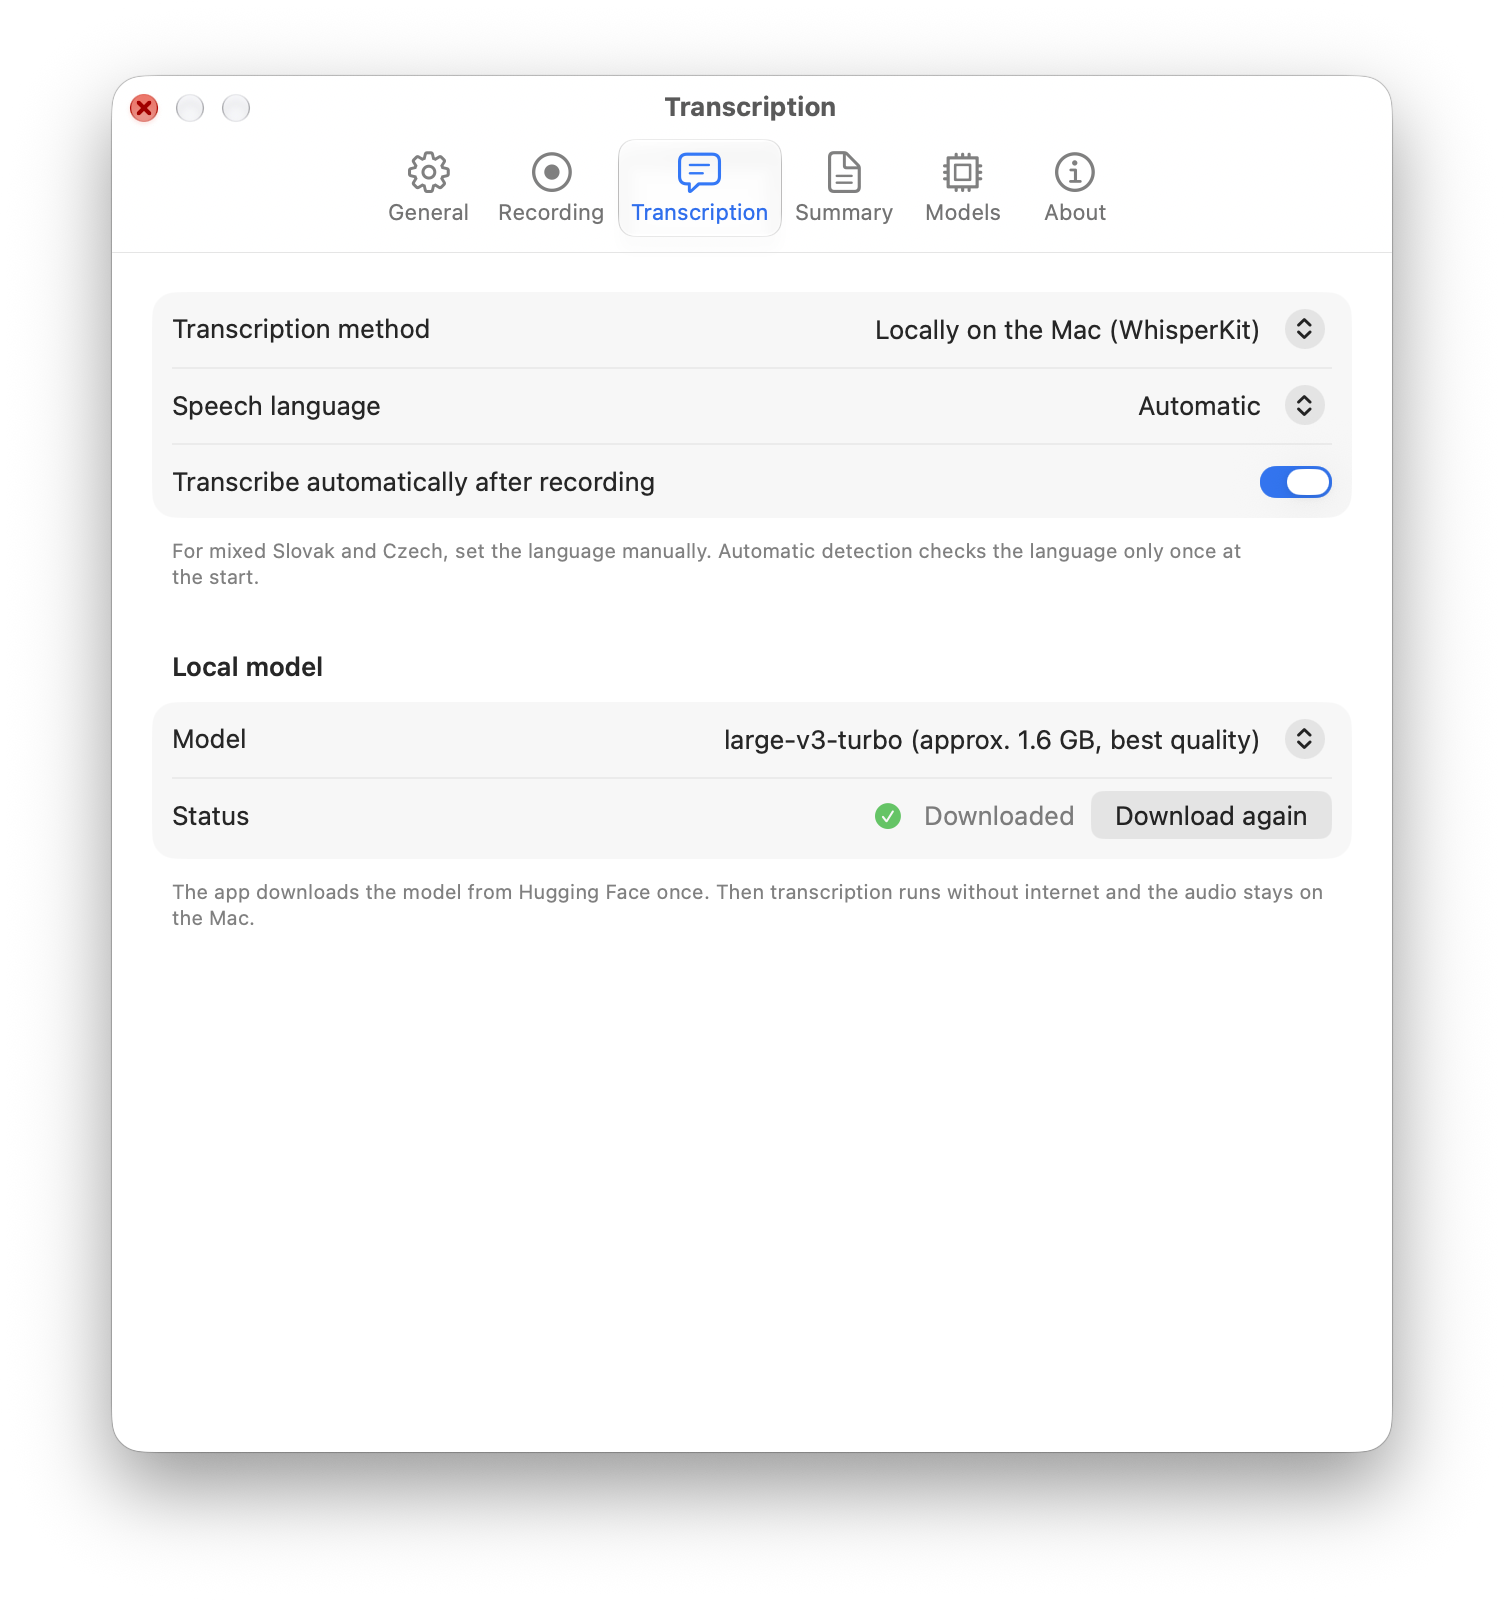 Transcription
General
Recording
Transcription
Summary
Models
About
Transcription method
Locally on the Mac (WhisperKit)
Speech language
Automatic
Transcribe automatically after recording
For mixed Slovak and Czech, set the language manually. Automatic detection checks the language only once at
the start.
Local model
Model
large-v3-turbo (approx. 1.6 GB, best quality)
Status
Downloaded
Download again
The app downloads the model from Hugging Face once. Then transcription runs without internet and the audio stays on
the Mac.